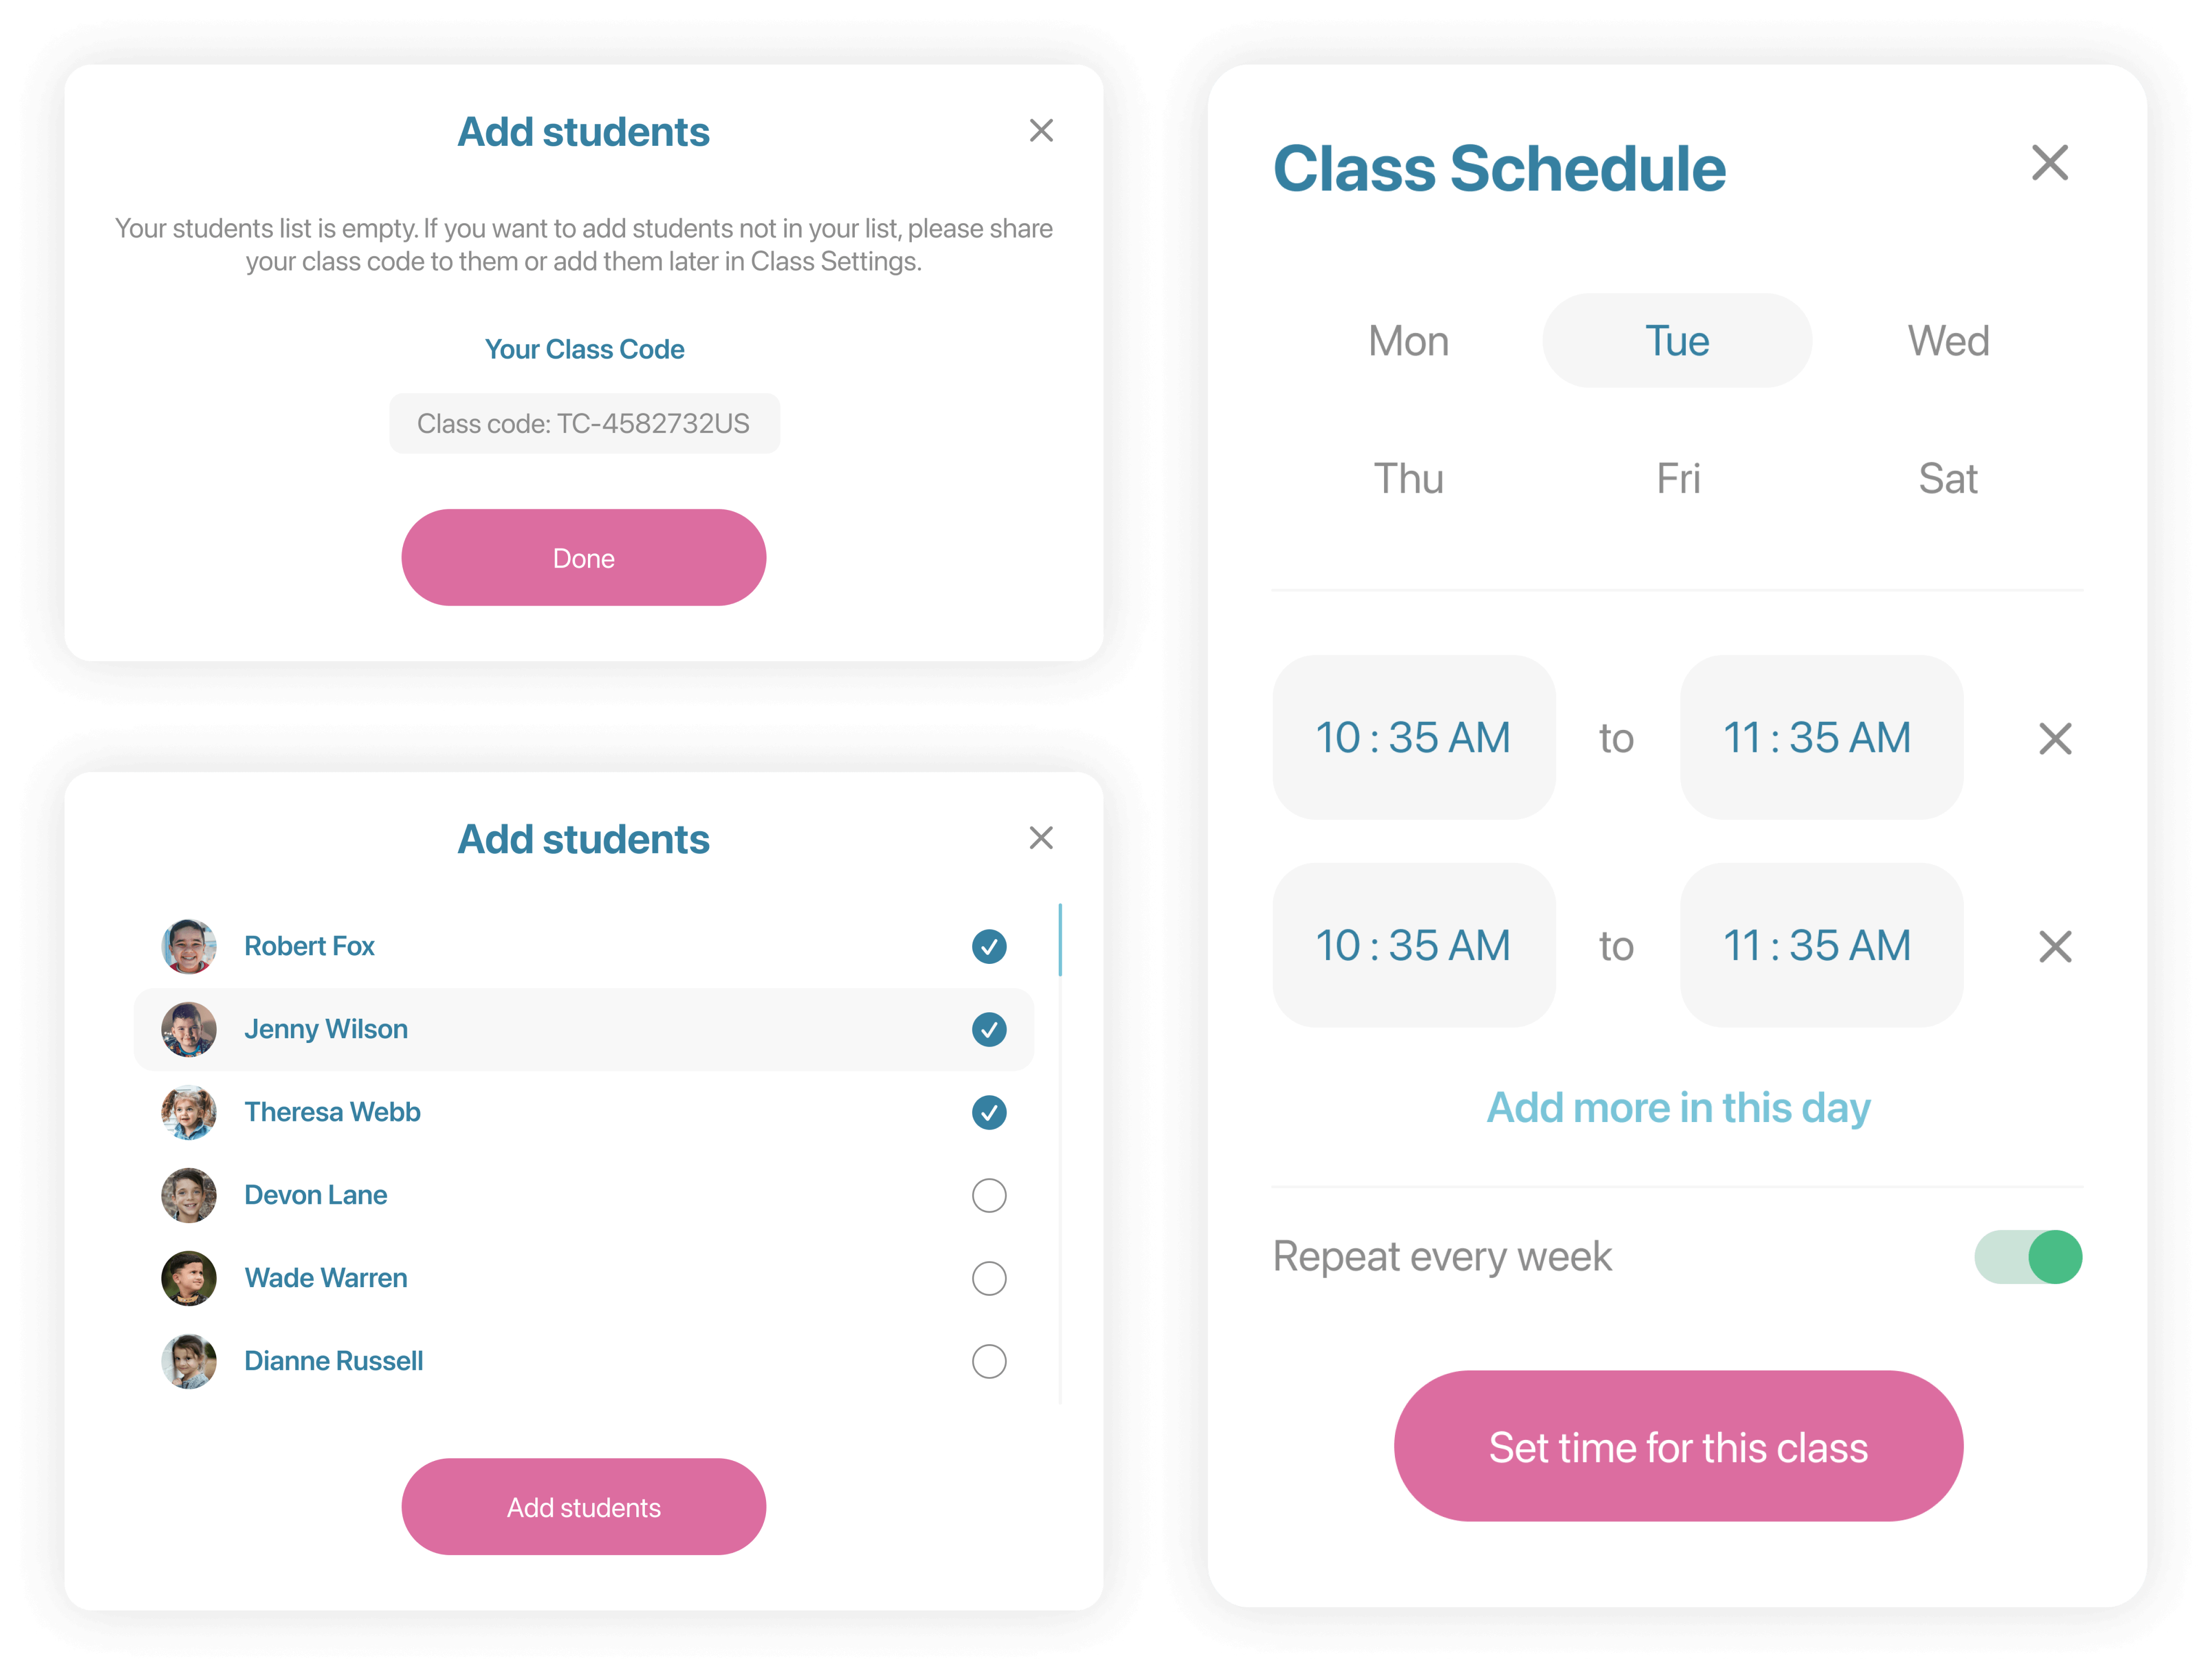 Add students
Your students list is empty. If you want to add students not in your list, please share
your class code to them or add them later in Class Settings.
Your Class Code
Class code: TC-4582732US
Done
Add students
Robert Fox
Jenny Wilson
Theresa Webb
Devon Lane
Wade Warren
Dianne Russell
Add students
Class Schedule
Mon Tue Wed
Thu Fri Sat
10 : 35 AM to 11 : 35 AM
10 : 35 AM to 11 : 35 AM
Add more in this day
Repeat every week
Set time for this class